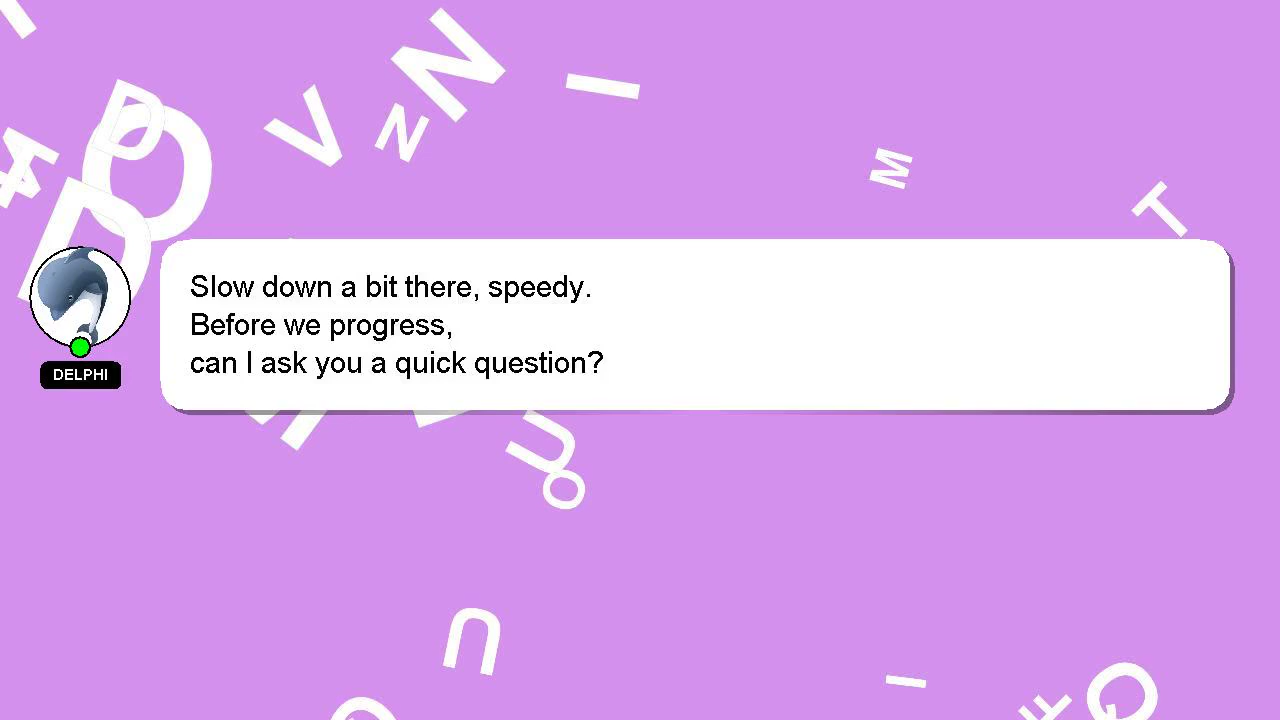 Slow down a bit there, speedy.
Before we progress,
can I ask you a quick question?
DELPHI